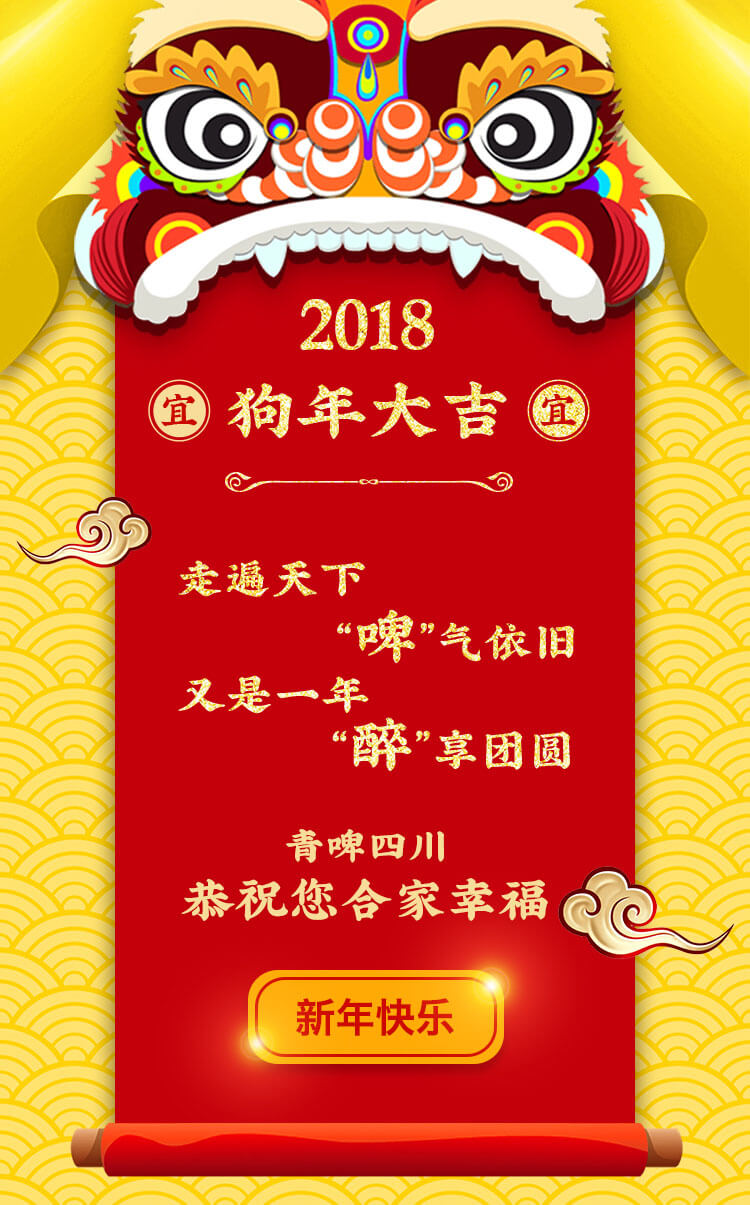 2018
宜 狗年大吉 宜
走遍天下
“啤”气依旧
又是一年
“醉”享团圆
青啤四川
恭祝您合家幸福
新年快乐